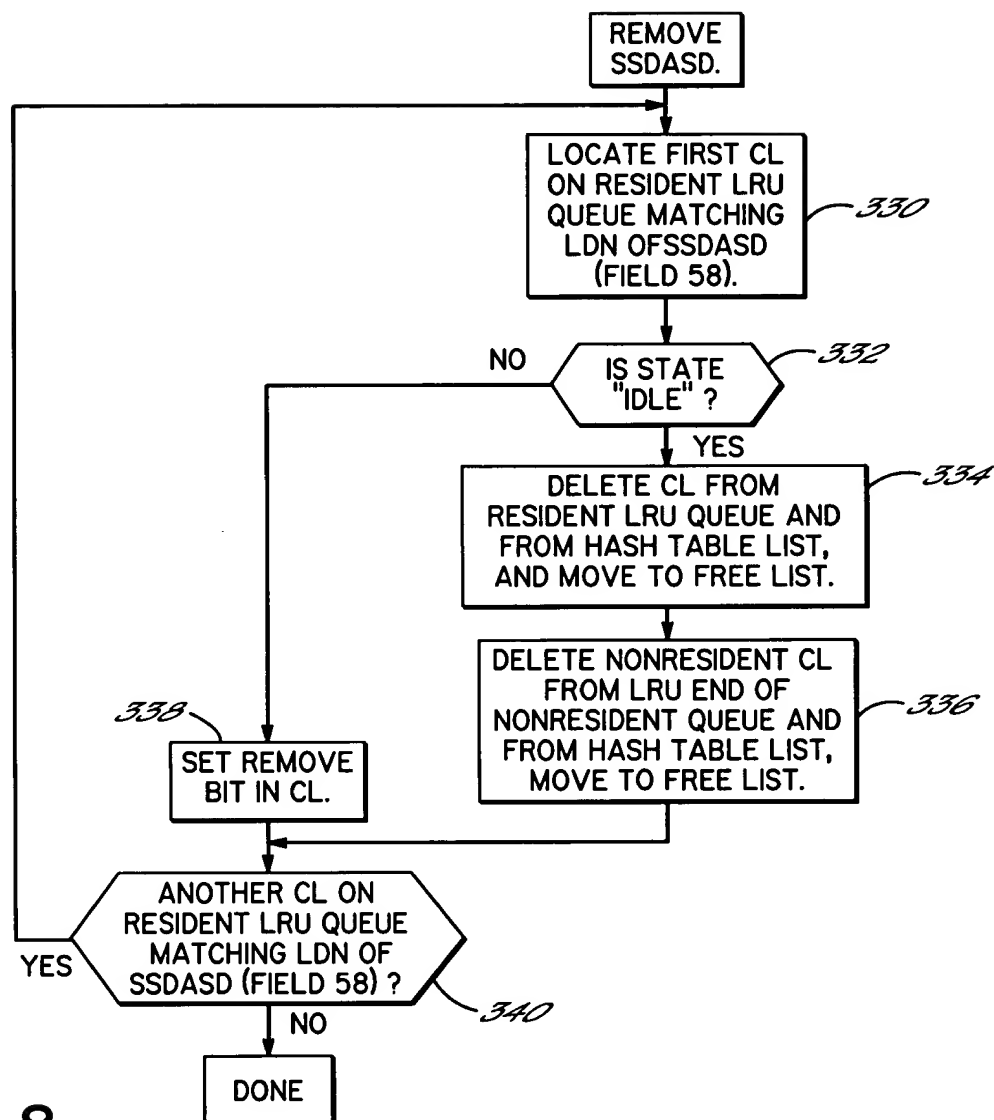 REMOVE
SSDASD.
LOCATE FIRST CL
ON RESIDENT LRU
QUEUE MATCHING
LDN OFSSDASD
(FIELD 58).
330
IS STATE
"IDLE" ?
332
NO
YES
DELETE CL FROM
RESIDENT LRU QUEUE AND
FROM HASH TABLE LIST,
AND MOVE TO FREE LIST.
334
DELETE NONRESIDENT CL
FROM LRU END OF
NONRESIDENT QUEUE AND
FROM HASH TABLE LIST,
MOVE TO FREE LIST.
336
338
SET REMOVE
BIT IN CL.
ANOTHER CL ON
RESIDENT LRU QUEUE
MATCHING LDN OF
SSDASD (FIELD 58) ?
340
YES
NO
DONE